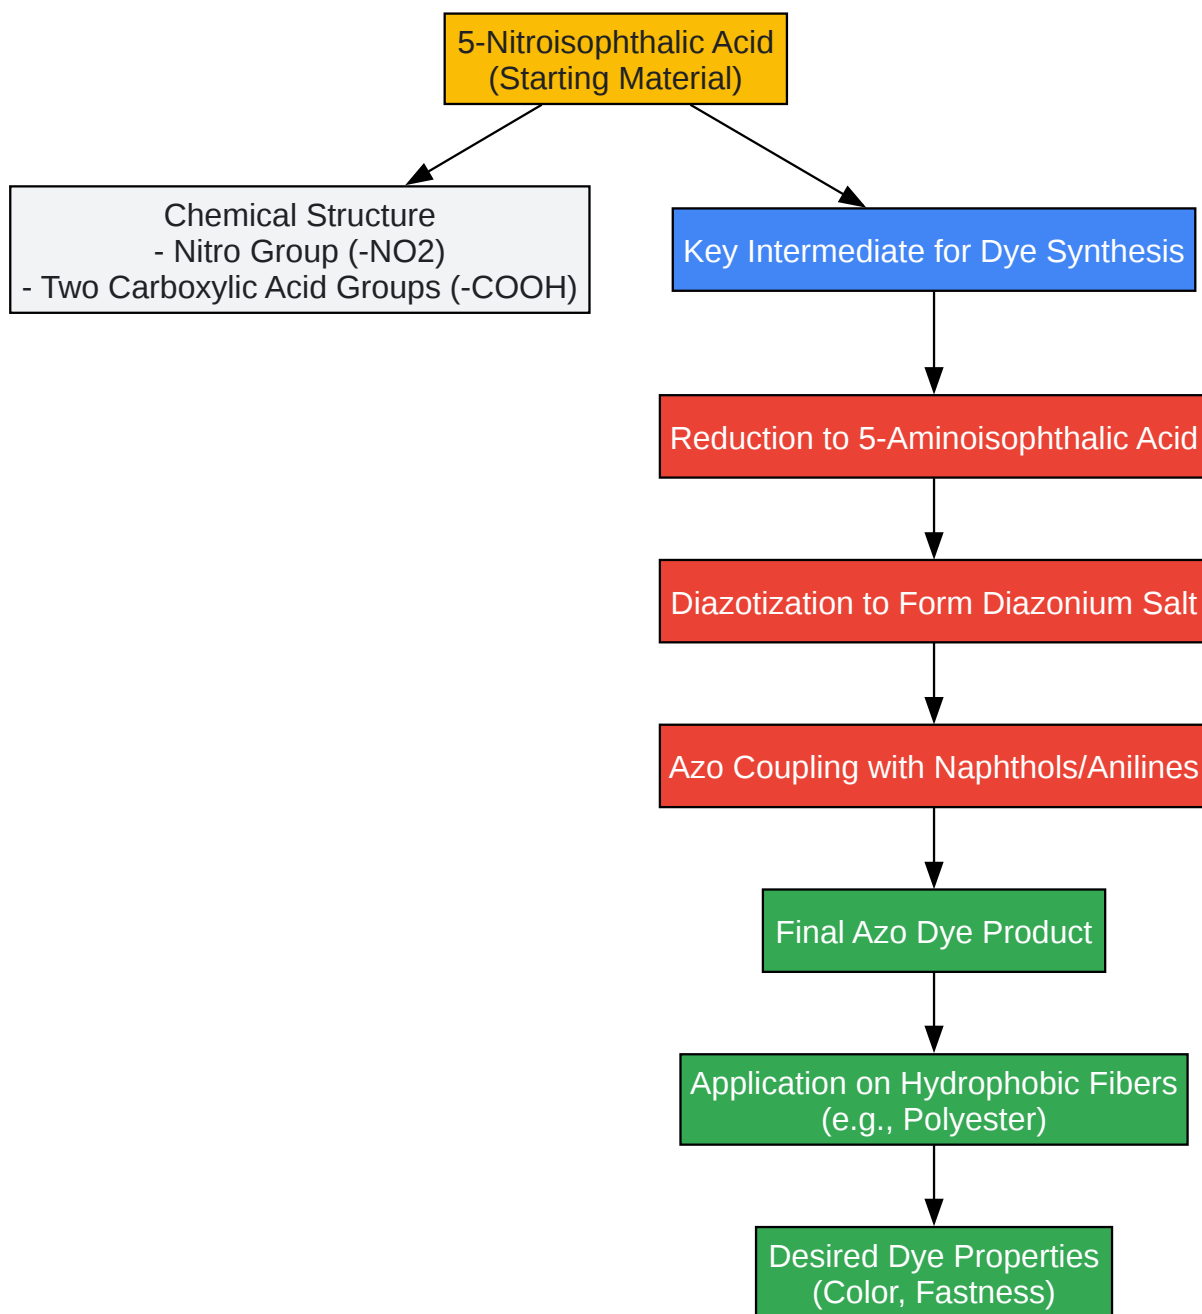 5-Nitroisophthalic Acid
(Starting Material)
Chemical Structure
- Nitro Group (-NO2)
- Two Carboxylic Acid Groups (-COOH)
Key Intermediate for Dye Synthesis
Reduction to 5-Aminoisophthalic Acid
Diazotization to Form Diazonium Salt
Azo Coupling with Naphthols/Anilines
Final Azo Dye Product
Application on Hydrophobic Fibers
(e.g., Polyester)
Desired Dye Properties
(Color, Fastness)